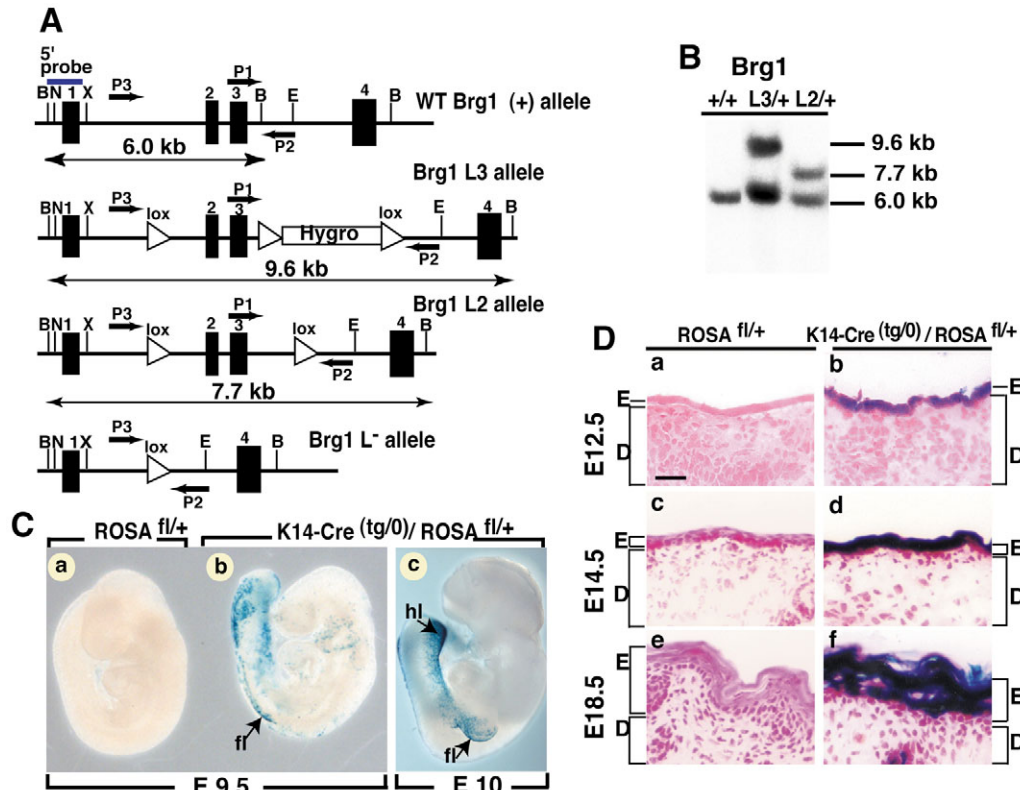 A
5'
probe
P3
P1
B N 1 X
2
3
B
E
4
B
WT Brg1 (+) allele
P2
6.0 kb
Brg1 L3 allele
P3
P1
BN1 X
lox
2
3
lox
E
4
B
Hygro
P2
9.6 kb
Brg1 L2 allele
P3
P1
BN1 X
lox
2
3
lox
E
4
B
P2
7.7 kb
Brg1 L- allele
P3
BN 1X
lox
E
4
B
P2
B
Brg1
+/+ L3/+ L2/+
9.6 kb
7.7 kb
6.0 kb
C
ROSA fl/+
K14-Cre (tg/0)/ ROSA fl/+
a
b
c
hl
fl
fl
E 9.5
E 10
D
ROSA fl/+
K14-Cre (tg/0) / ROSA fl/+
a
b
E12.5
E
D
E
D
c
d
E14.5
E
D
E
D
e
f
E18.5
E
D
E
D